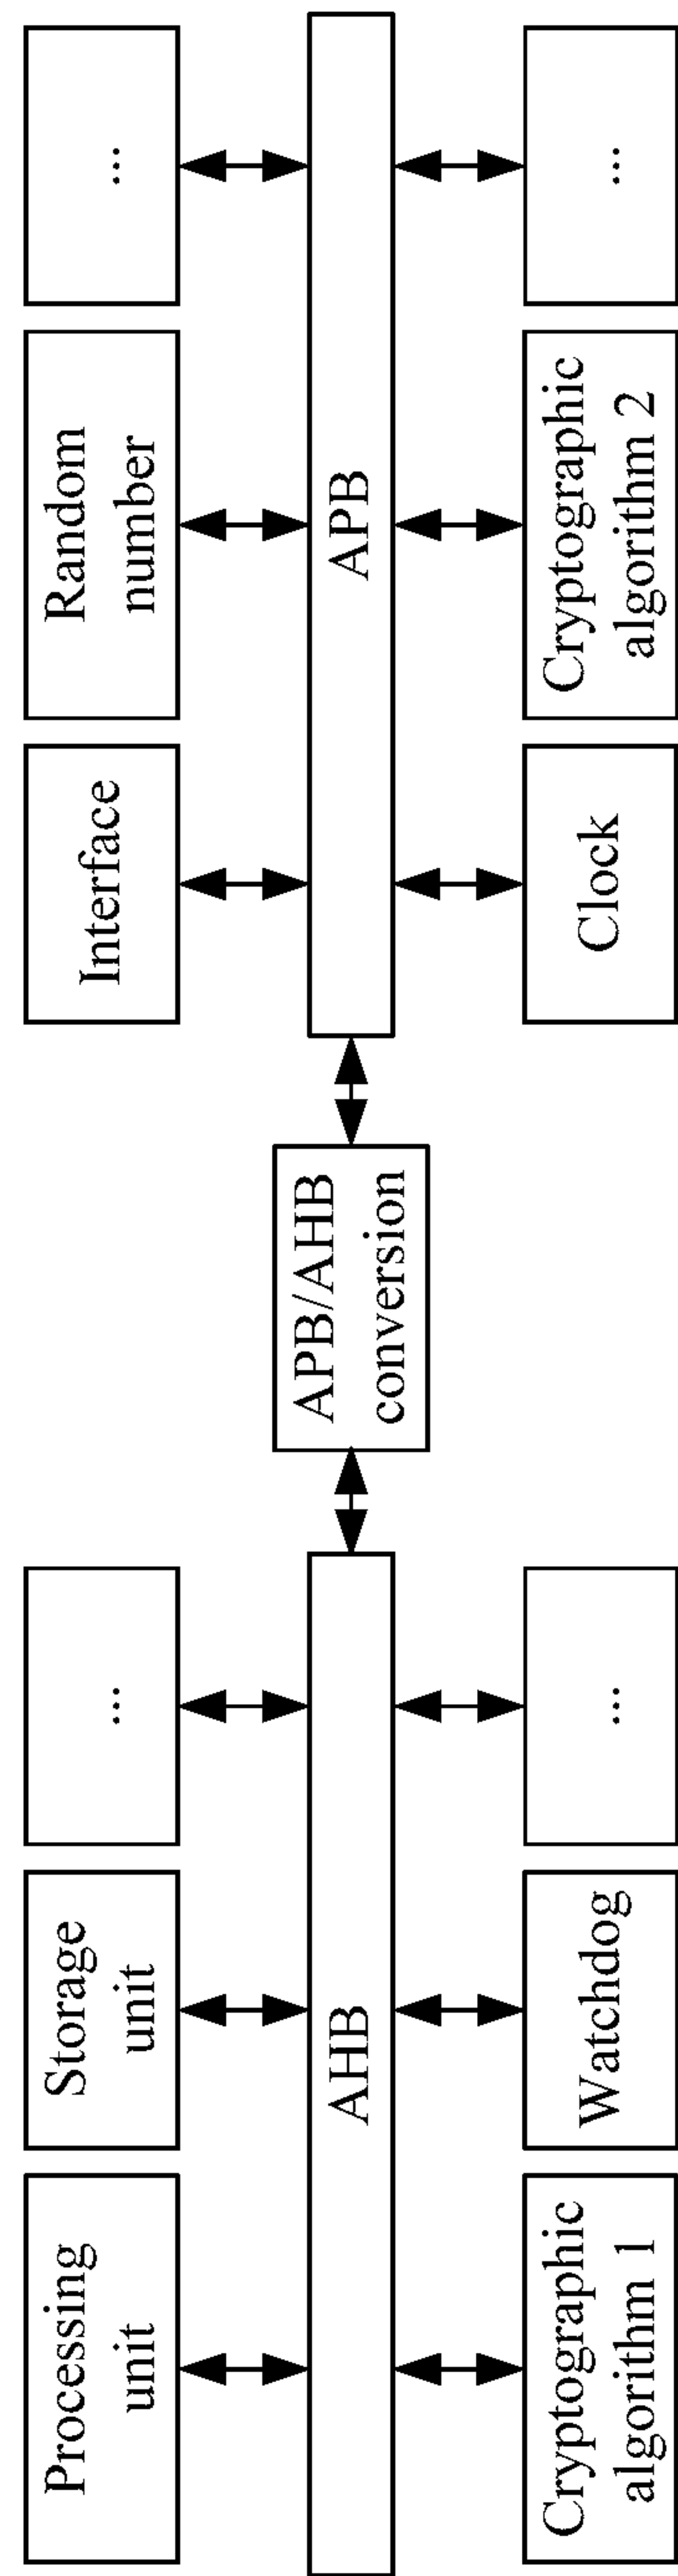 Processing
unit
Storage
unit
...
Interface
Random
number
...
AHB
APB/AHB
conversion
APB
Cryptographic
algorithm 1
Watchdog
...
Clock
Cryptographic
algorithm 2
...